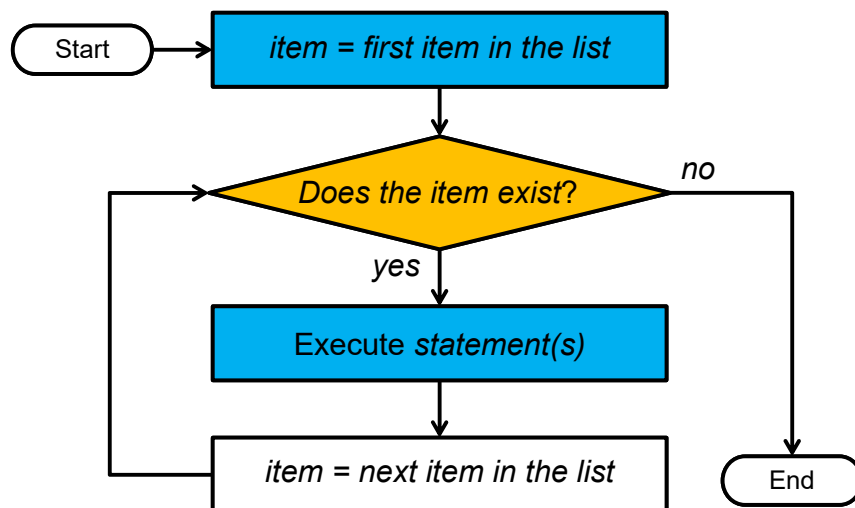 Start
item = first item in the list
Does the item exist?
no
yes
Execute statement(s)
item = next item in the list
End